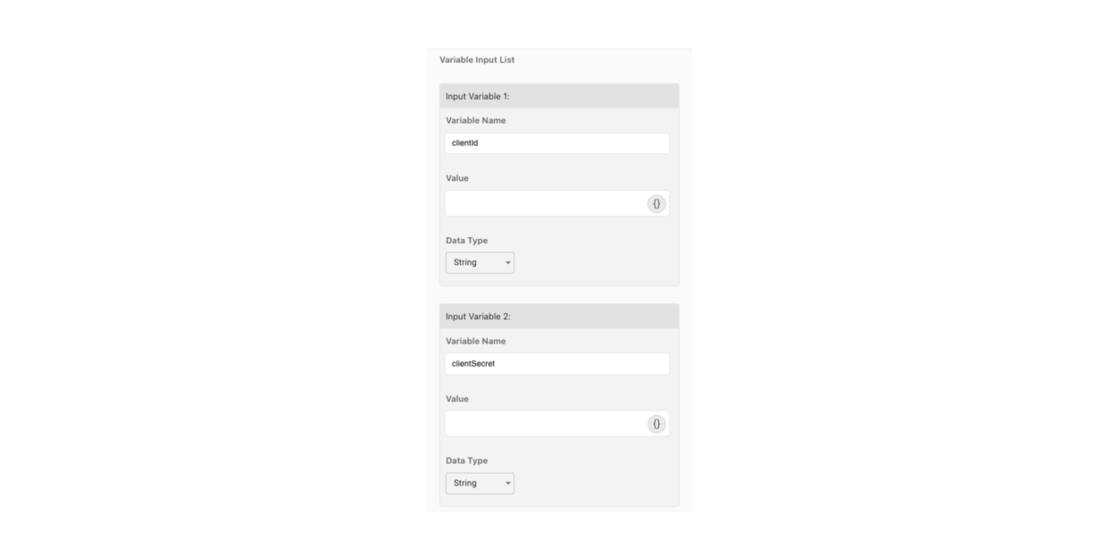 Variable Input List
Input Variable 1:
Variable Name
clientId
Value
{}
Data Type
String
Input Variable 2:
Variable Name
clientSecret
Value
{}
Data Type
String